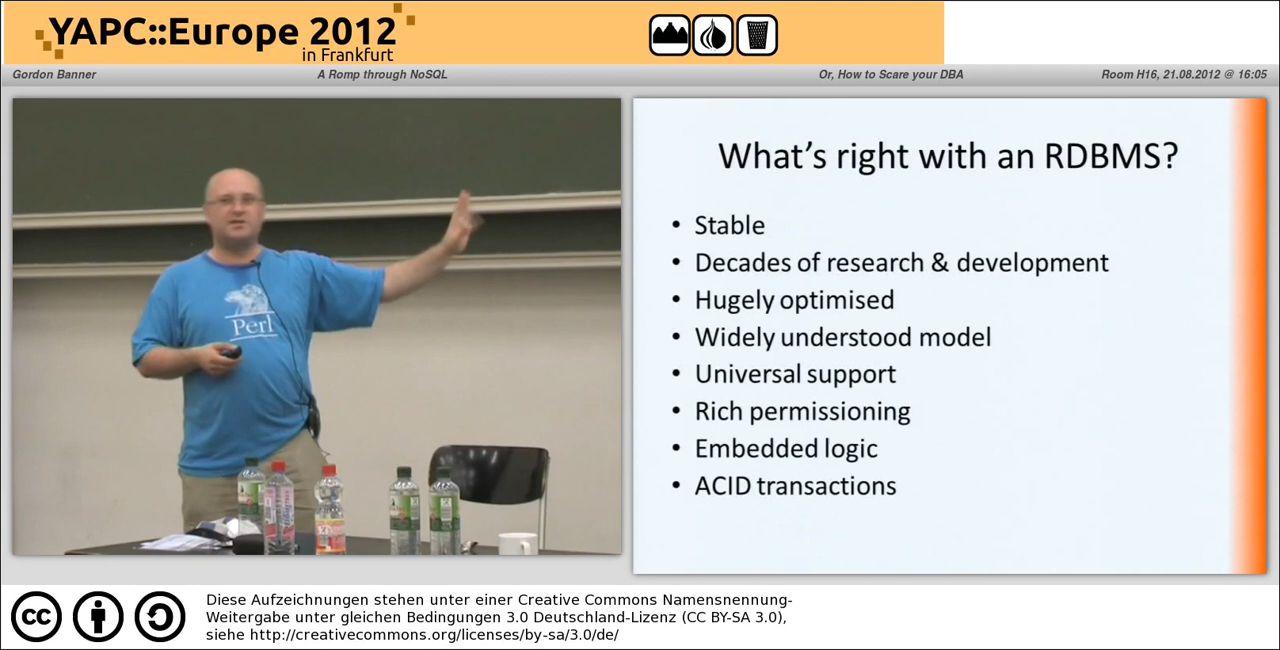 YAPC::Europe 2012
in Frankfurt
Gordon Banner
A Romp through NoSQL
Or, How to Scare your DBA
Room H16, 21.08.2012 @ 16:05
Perl
What's right with an RDBMS?
• Stable
• Decades of research & development
• Hugely optimised
• Widely understood model
• Universal support
• Rich permissioning
• Embedded logic
• ACID transactions
cc
Diese Aufzeichnungen stehen unter einer Creative Commons Namensnennung-
Weitergabe unter gleichen Bedingungen 3.0 Deutschland-Lizenz (CC BY-SA 3.0),
siehe http://creativecommons.org/licenses/by-sa/3.0/de/